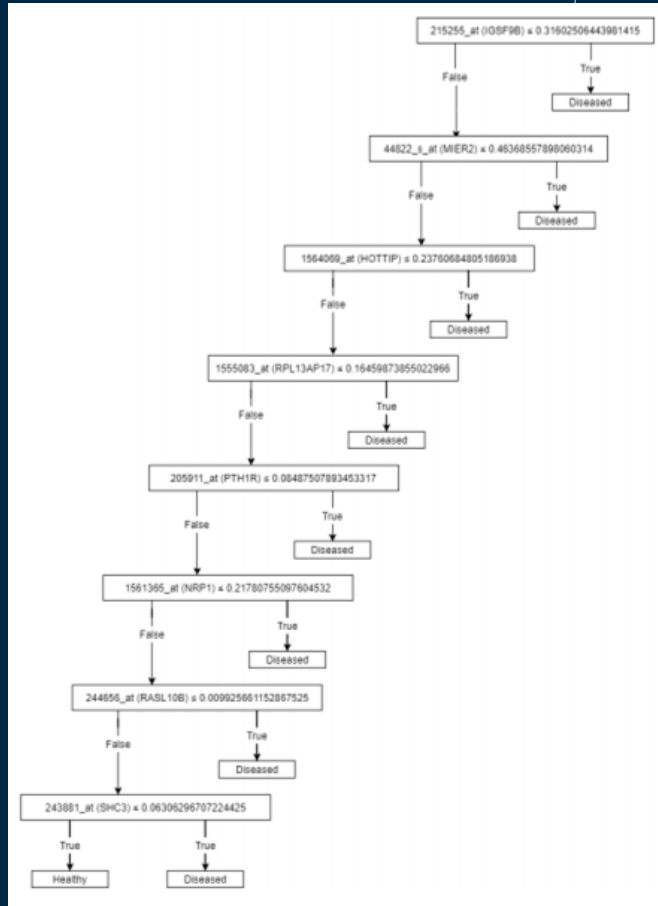 215255_at (IGSF9B) ≤ 0.31602506443981415
False
True
Diseased
44822_s_at (MIER2) ≤ 0.46368557898060314
False
True
Diseased
1564069_at (HOTTIP) ≤ 0.23760684805186938
False
True
Diseased
1555083_at (RPL13AP17) ≤ 0.16459873855022966
False
True
Diseased
205911_at (PTH1R) ≤ 0.08487507893453317
False
True
Diseased
1561365_at (NRP1) ≤ 0.21780755097604532
False
True
Diseased
244656_at (RASL10B) ≤ 0.009925661152867525
False
True
Diseased
243881_at (SHC3) ≤ 0.06306296707224425
True
True
Healthy
Diseased